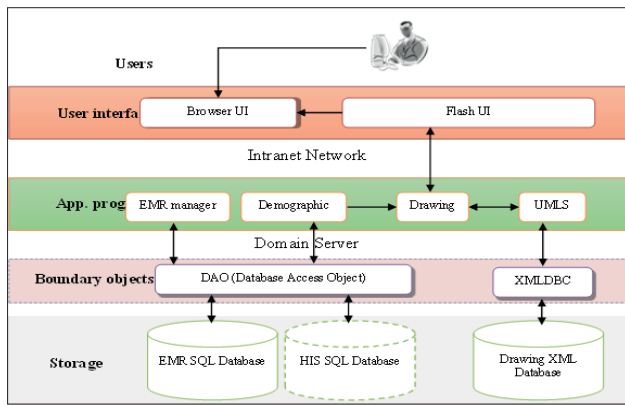 Users
User interfa
Browser UI
Flash UI
Intranet Network
App. prog
EMR manager
Demographic
Drawing
UMLS
Domain Server
Boundary objects
DAO (Database Access Object)
XMLDBC
Storage
EMR SQL Database
HIS SQL Database
Drawing XML
Database